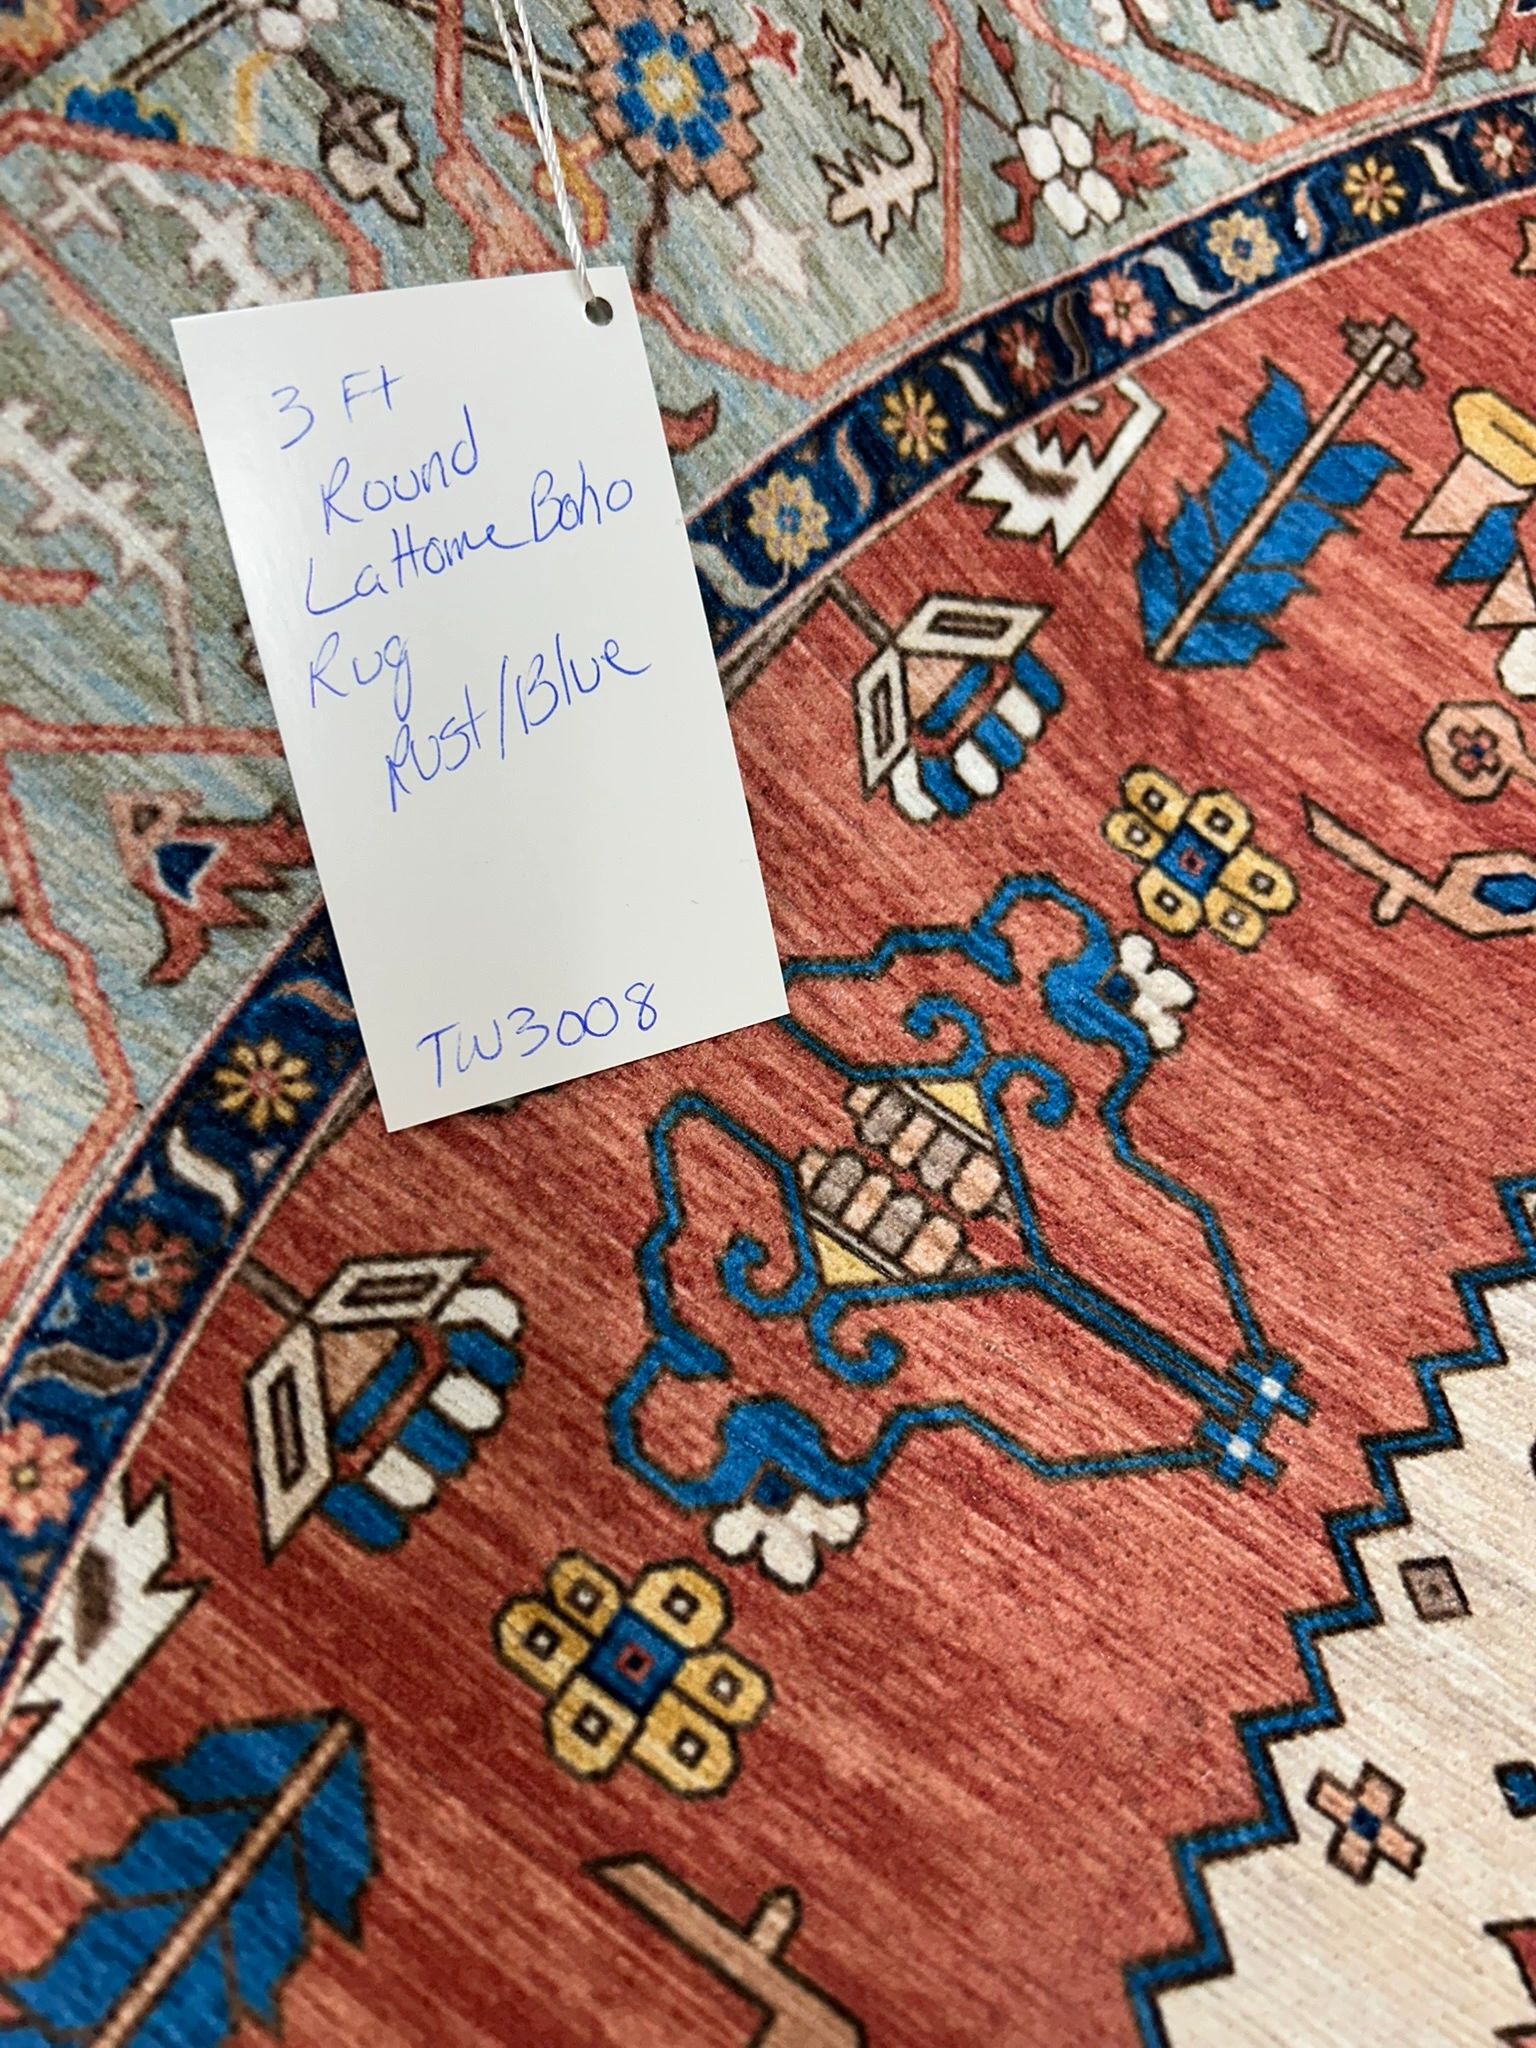 3 Ft
Round
LaHome Boho
Rug
Rust/Blue
TW3008